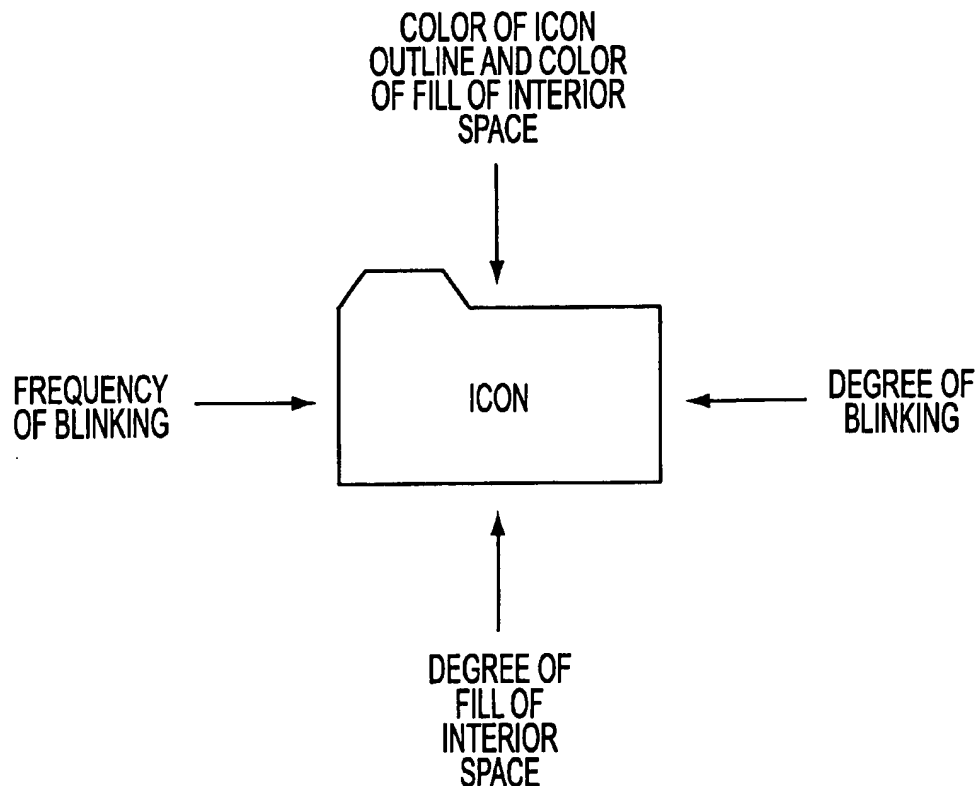 COLOR OF ICON
OUTLINE AND COLOR
OF FILL OF INTERIOR
SPACE
FREQUENCY
OF BLINKING
ICON
DEGREE OF
BLINKING
DEGREE OF
FILL OF
INTERIOR
SPACE